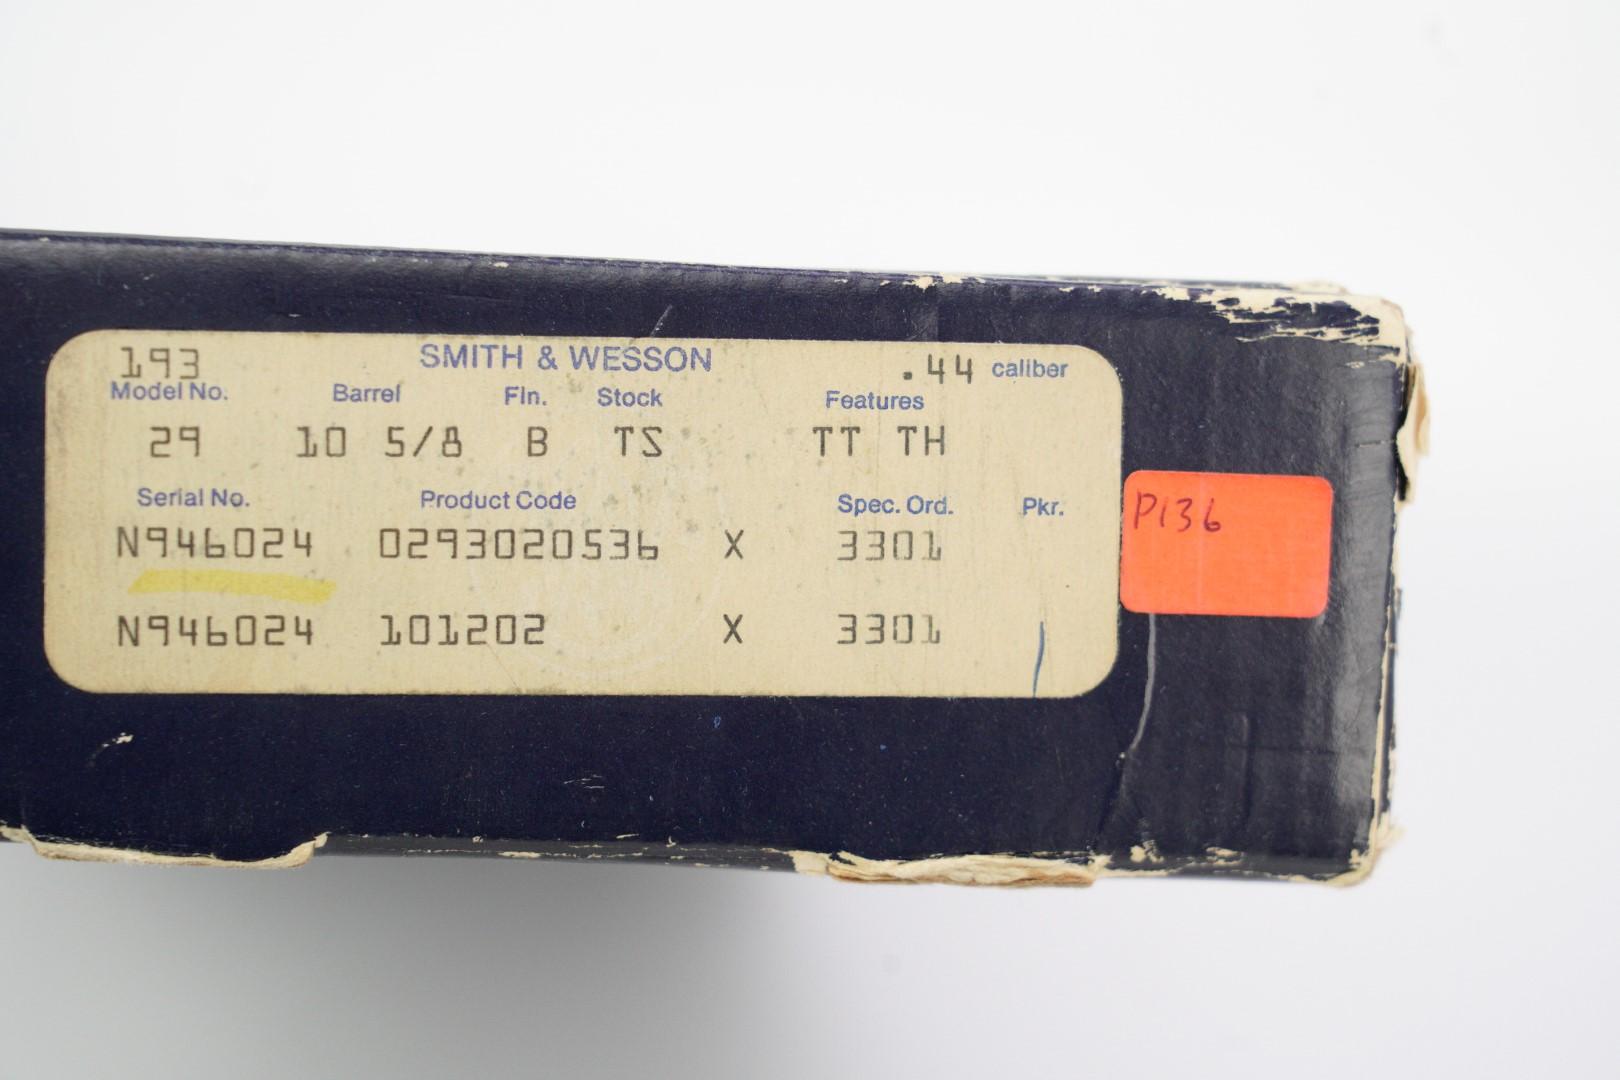 193 SMITH & WESSON .44 caliber
Model No. Barrel Fin. Stock Features
29 10 5/8 B TS TT TH
Serial No. Product Code Spec. Ord. Pkr.
N946024 0293020536 X 3301
N946024 101202 X 3301
P136